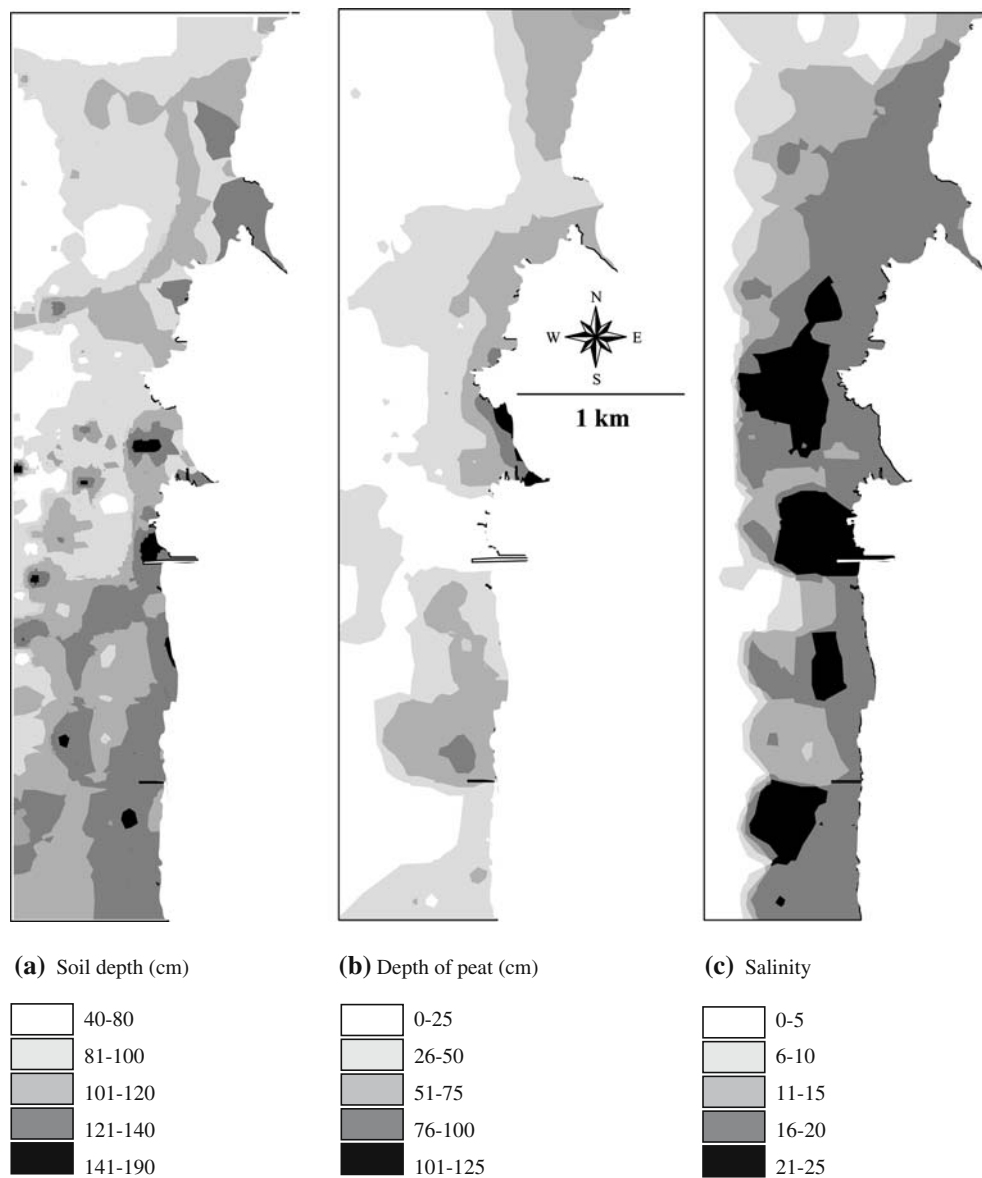 N
W E
S
1 km
(a) Soil depth (cm)
40-80
81-100
101-120
121-140
141-190
(b) Depth of peat (cm)
0-25
26-50
51-75
76-100
101-125
(c) Salinity
0-5
6-10
11-15
16-20
21-25